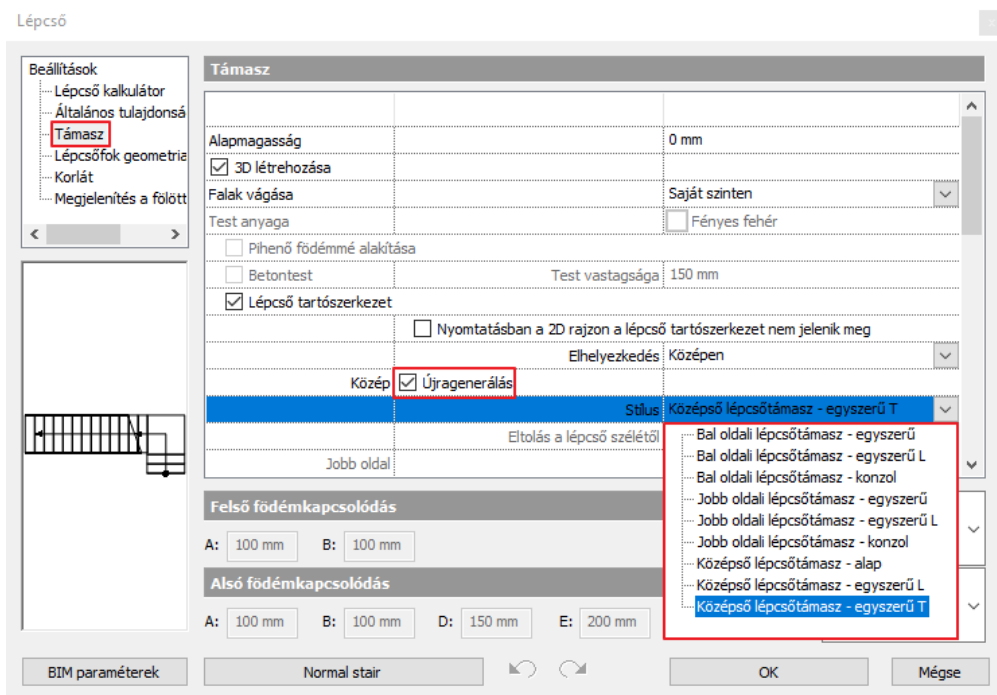 Lépcső
Beállítások
Lépcső kalkulátor
Általános tulajdonsá
Támasz
Lépcsőfok geometria
Korlát
Megjelenítés a fölött
Támasz
Alapmagasság 0 mm
3D létrehozása
Falak vágása Saját szinten
Test anyaga Fényes fehér
Pihenő födémmé alakítása
Betontest Test vastagsága 150 mm
Lépcső tartószerkezet
Nyomtatásban a 2D rajzon a lépcső tartószerkezet nem jelenik meg
Elhelyezkedés Középen
Közép Újragenerálás
Stílus Középső lépcsőtámasz - egyszerű T
Eltolás a lépcső szélétől
Jobb oldal
Bal oldali lépcsőtámasz - egyszerű
Bal oldali lépcsőtámasz - egyszerű L
Bal oldali lépcsőtámasz - konzol
Jobb oldali lépcsőtámasz - egyszerű
Jobb oldali lépcsőtámasz - egyszerű L
Jobb oldali lépcsőtámasz - konzol
Középső lépcsőtámasz - alap
Középső lépcsőtámasz - egyszerű L
Középső lépcsőtámasz - egyszerű T
Felső födémkapcsolódás
A: 100 mm B: 100 mm
Alsó födémkapcsolódás
A: 100 mm B: 100 mm D: 150 mm E: 200 mm
BIM paraméterek Normal stair OK Mégse